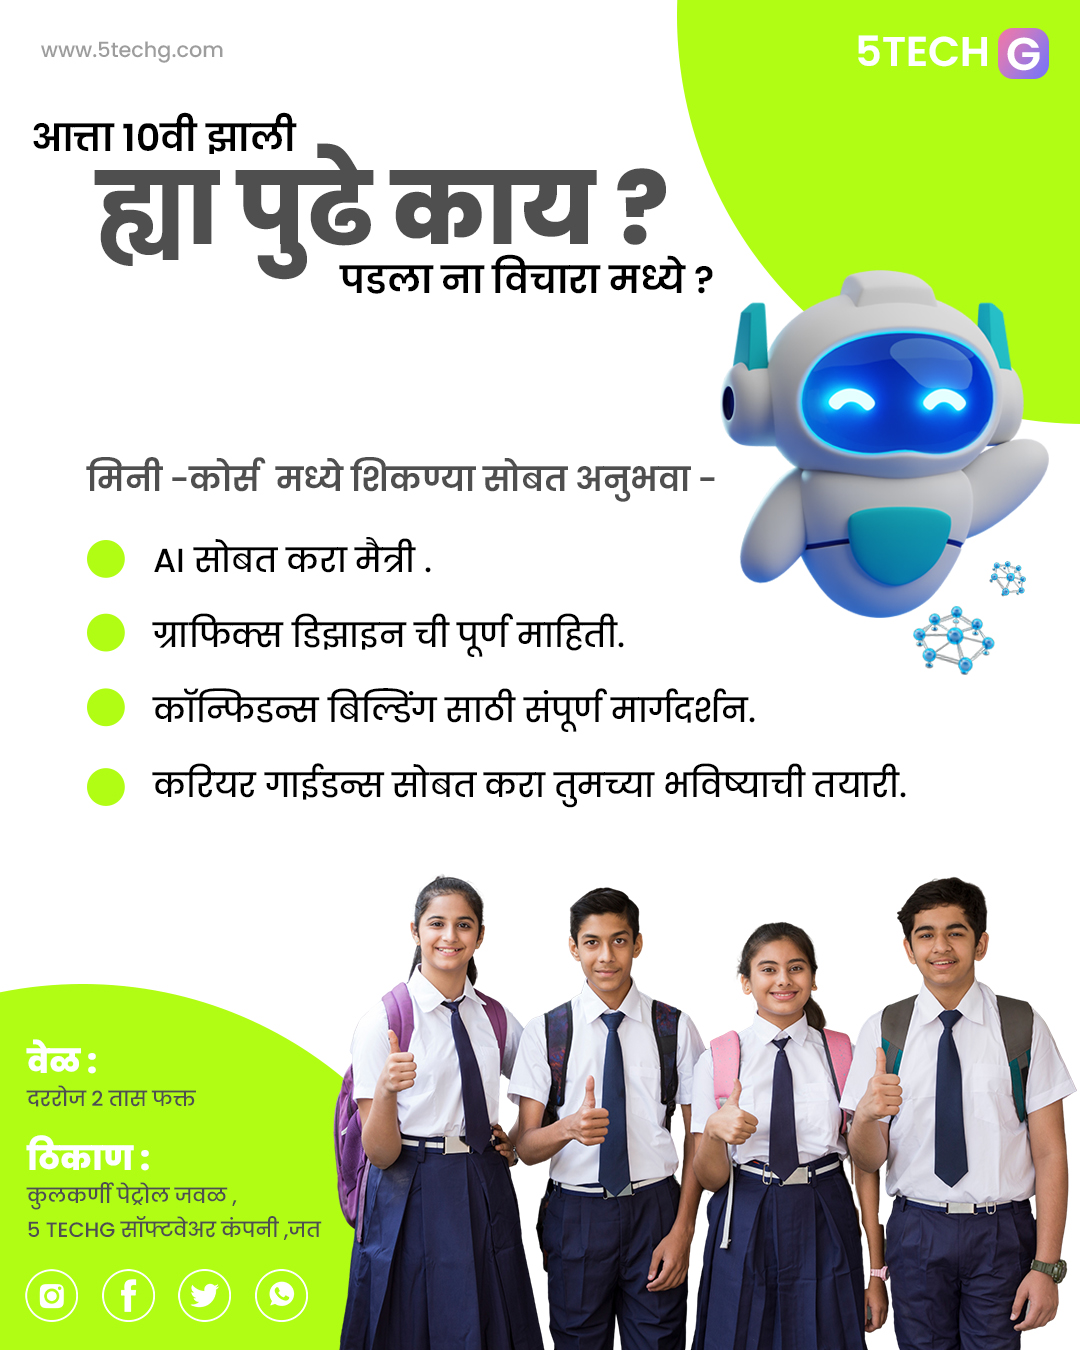 www.5techg.com
5TECH G
आत्ता 10वी झाली
ह्या पुढे काय ?
पडला ना विचारा मध्ये ?
मिनी -कोर्स मध्ये शिकण्या सोबत अनुभवा -
AI सोबत करा मैत्री .
ग्राफिक्स डिझाइन ची पूर्ण माहिती.
कॉन्फिडन्स बिल्डिंग साठी संपूर्ण मार्गदर्शन.
करियर गाईडन्स सोबत करा तुमच्या भविष्याची तयारी.
वेळ :
दररोज 2 तास फक्त
ठिकाण :
कुलकर्णी पेट्रोल जवळ ,
5 TECHG सॉफ्टवेअर कंपनी ,जत